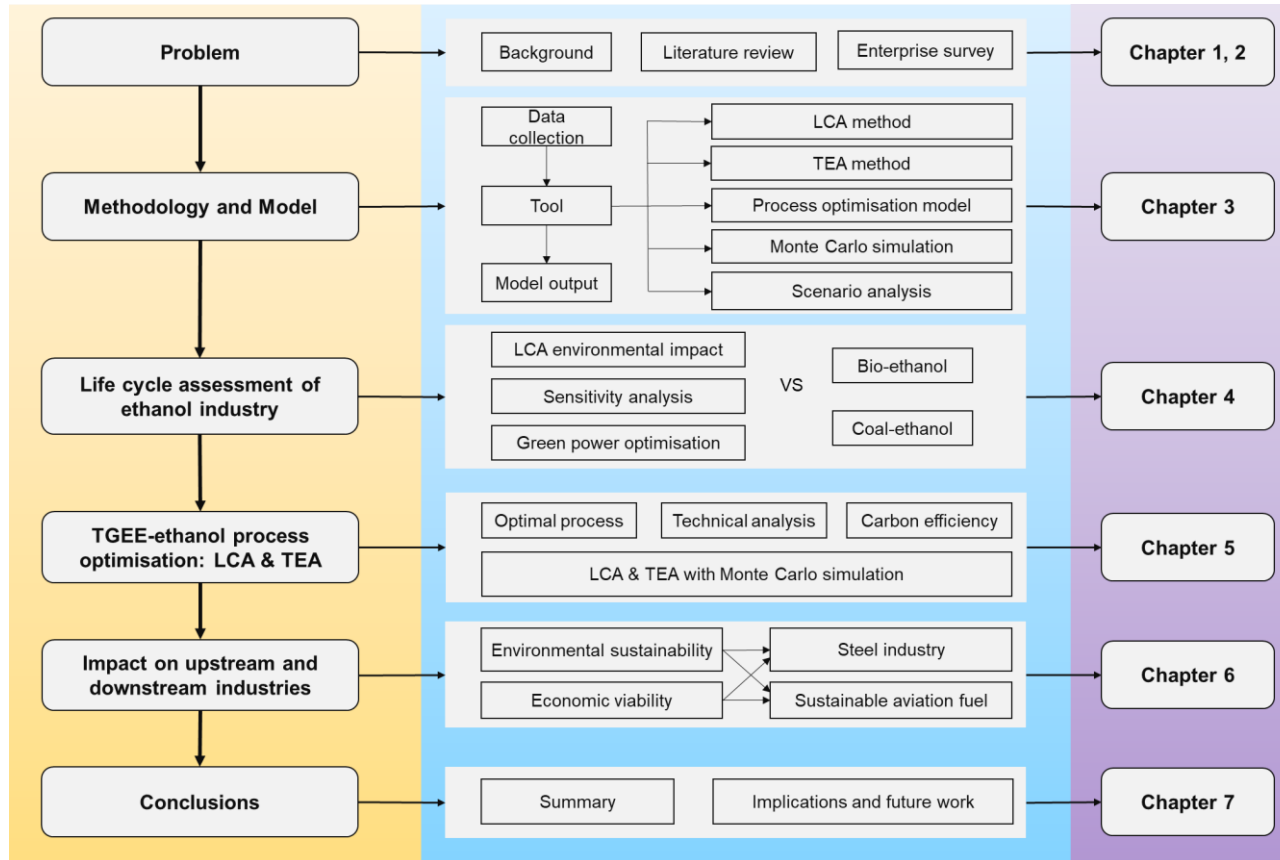 Problem
Background
Literature review
Enterprise survey
Chapter 1, 2
Methodology and Model
Data
collection
Tool
Model output
LCA method
TEA method
Process optimisation model
Monte Carlo simulation
Scenario analysis
Chapter 3
Life cycle assessment of
ethanol industry
LCA environmental impact
Sensitivity analysis
Green power optimisation
VS
Bio-ethanol
Coal-ethanol
Chapter 4
TGEE-ethanol process
optimisation: LCA & TEA
Optimal process
Technical analysis
Carbon efficiency
LCA & TEA with Monte Carlo simulation
Chapter 5
Impact on upstream and
downstream industries
Environmental sustainability
Economic viability
Steel industry
Sustainable aviation fuel
Chapter 6
Conclusions
Summary
Implications and future work
Chapter 7